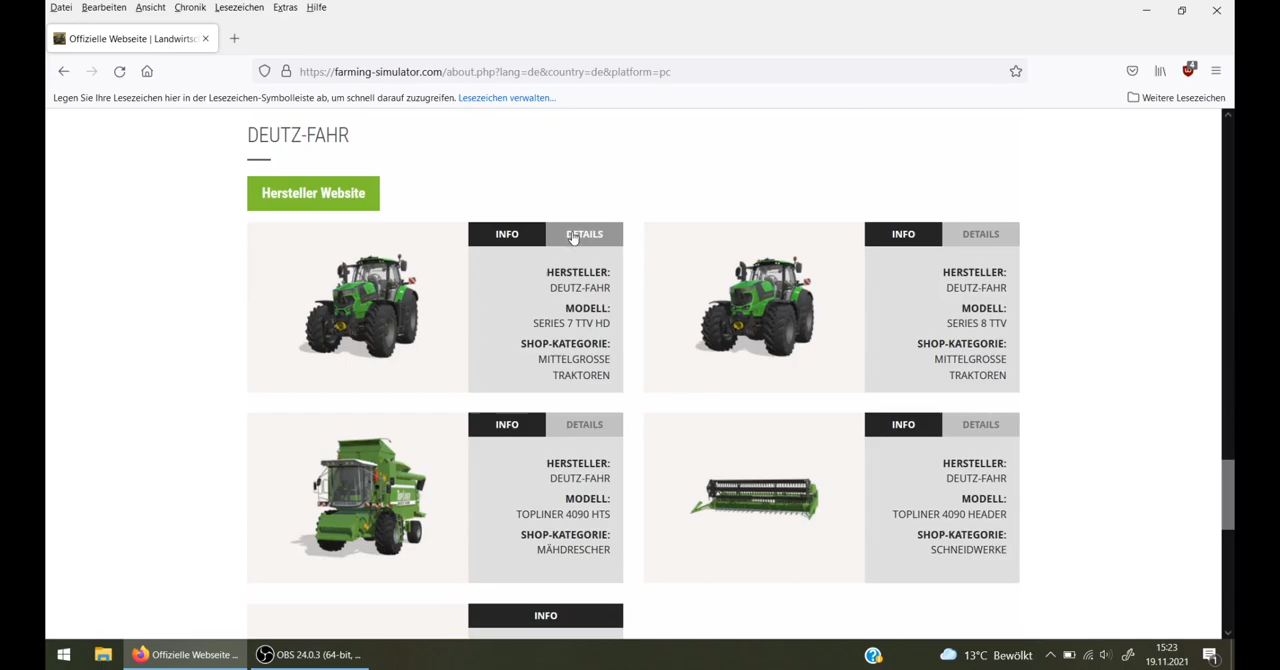 Datei Bearbeiten Ansicht Chronik Lesezeichen Extras Hilfe
Offizielle Webseite | Landwirtsc
https://farming-simulator.com/about.php?lang=de&country=de&platform=pc
4
Legen Sie Ihre Lesezeichen hier in der Lesezeichen-Symbolleiste ab, um schnell darauf zuzugreifen. Lesezeichen verwalten...
Weitere Lesezeichen
DEUTZ-FAHR
Hersteller Website
INFO DETAILS
HERSTELLER:
DEUTZ-FAHR
MODELL:
SERIES 7 TTV HD
SHOP-KATEGORIE:
MITTELGROSSE
TRAKTOREN
INFO DETAILS
HERSTELLER:
DEUTZ-FAHR
MODELL:
SERIES 8 TTV
SHOP-KATEGORIE:
MITTELGROSSE
TRAKTOREN
INFO DETAILS
HERSTELLER:
DEUTZ-FAHR
MODELL:
TOPLINER 4090 HTS
SHOP-KATEGORIE:
MÄHDRESCHER
INFO DETAILS
HERSTELLER:
DEUTZ-FAHR
MODELL:
TOPLINER 4090 HEADER
SHOP-KATEGORIE:
SCHNEIDWERKE
INFO
Offizielle Webseite ...
OBS 24.0.3 (64-bit, ...
13°C Bewölkt
15:23
19.11.2021
1